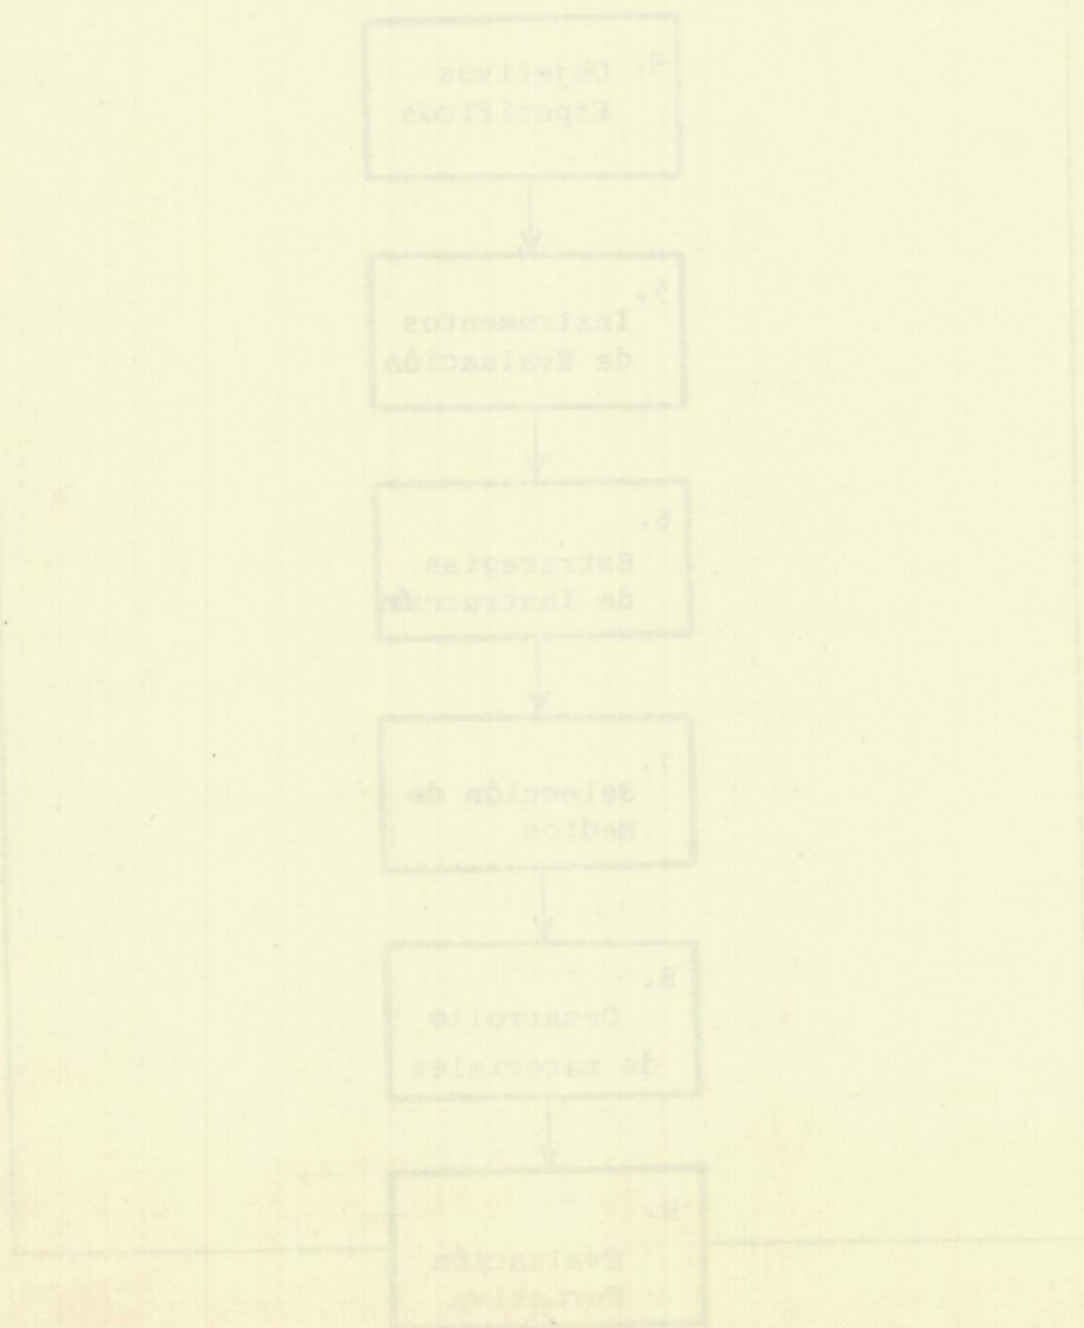 4. Objetivos
Específicos
5.
Instrumentos
de Evaluación
6.
Estrategias
de Instrucción
7.
Selección de
Medios
8.
Desarrollo
de materiales
9.
Evaluación
Formativa